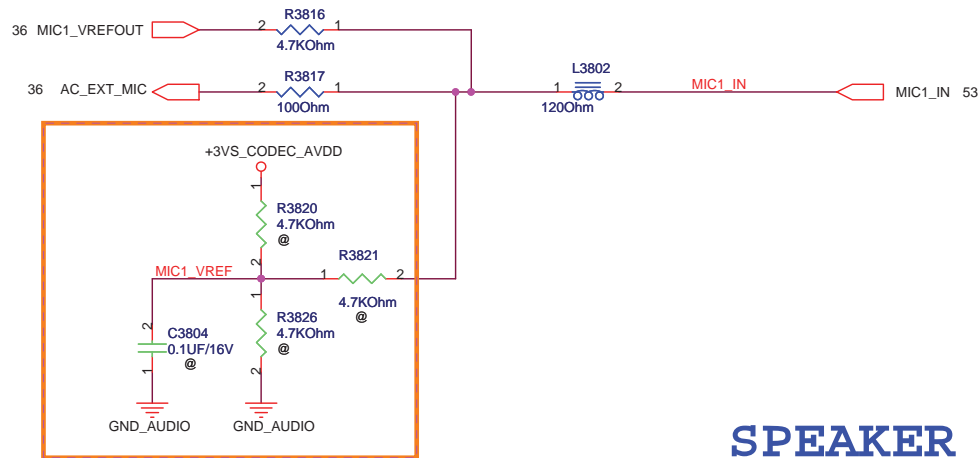 R3816
36 MIC1_VREFOUT 2 1
4.7KOhm
R3817
36 AC_EXT_MIC 2 1
100Ohm
L3802
1 2 MIC1_IN MIC1_IN 53
120Ohm
+3VS_CODEC_AVDD
1
R3820
4.7KOhm
@
2
MIC1_VREF
R3821
1 2
4.7KOhm
@
1
R3826
4.7KOhm
@
2
2
C3804
0.1UF/16V
@
1
GND_AUDIO GND_AUDIO
SPEAKER